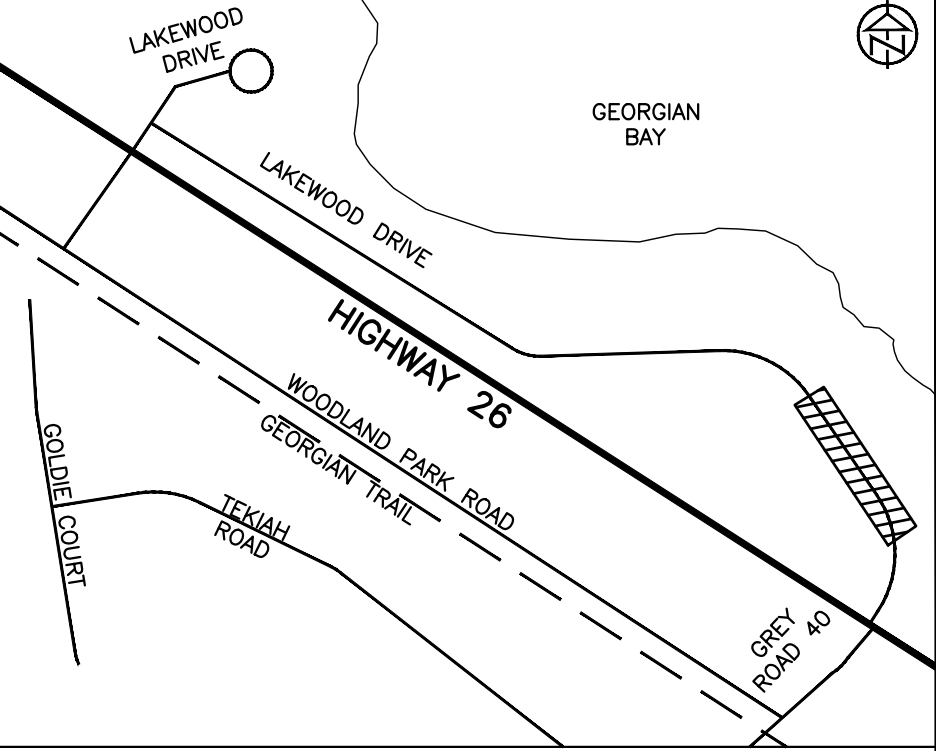 LAKEWOOD
DRIVE
N
GEORGIAN
BAY
LAKEWOOD DRIVE
HIGHWAY 26
WOODLAND PARK ROAD
GEORGIAN TRAIL
GOLDIE COURT
TEKIAH
ROAD
GREY
ROAD 40